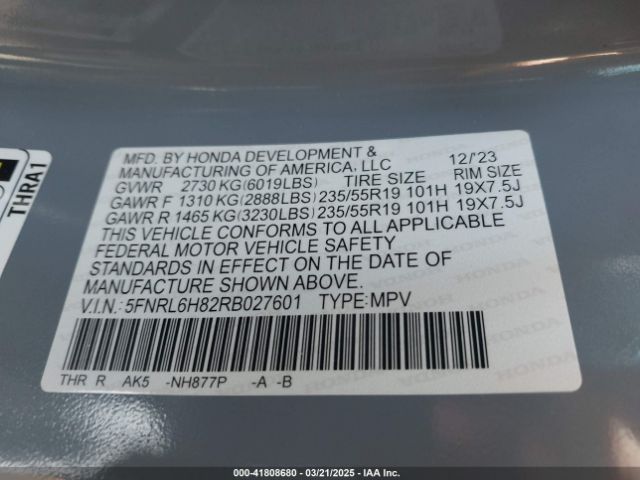 THRA1
MFD. BY HONDA DEVELOPMENT &
MANUFACTURING OF AMERICA, LLC 12/'23
GVWR 2730 KG(6019LBS) TIRE SIZE RIM SIZE
GAWR F 1310 KG(2888LBS) 235/55R19 101H 19X7.5J
GAWR R 1465 KG(3230LBS) 235/55R19 101H 19X7.5J
THIS VEHICLE CONFORMS TO ALL APPLICABLE
FEDERAL MOTOR VEHICLE SAFETY
STANDARDS IN EFFECT ON THE DATE OF
MANUFACTURE SHOWN ABOVE.
V.I.N.: 5FNRL6H82RB027601 TYPE:MPV
THR R AK5 -NH877P -A -B
000-41808680 | 03/21/2025 - IAA |